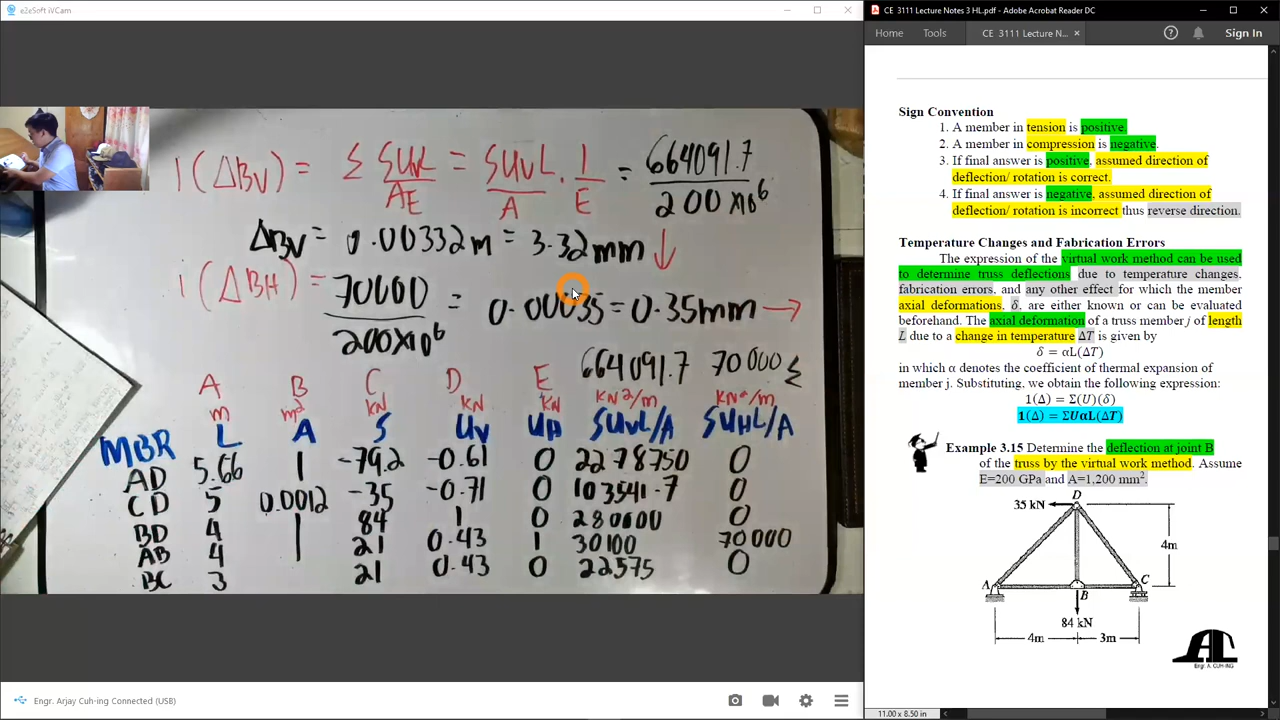 e2eSoft iVCam
1(ΔBV) = Σ SUVL/AE = SUVL/A · 1/E = 664091.7/200x10⁶
ΔBV = 0.00332m = 3.32mm ↓
1(ΔBH) = 70000/200x10⁶ = 0.00035 = 0.35mm →
664091.7 70000 Σ
A B C D E kN²/m kN²/m
m m² kN kN kN
MBR L A S UV UH SUVL/A SUHL/A
AD 5.66 1 -79.2 -0.61 0 2278750 0
CD 5 0.0012 -35 -0.71 0 103541.7 0
BD 4 84 1 0 280000 0
AB 4 21 0.43 1 30100 70000
BC 3 21 0.43 0 22575 0
Engr. Arjay Cuh-ing Connected (USB)
CE 3111 Lecture Notes 3 HL.pdf - Adobe Acrobat Reader DC
Home Tools CE 3111 Lecture N... × Sign In
Sign Convention
1. A member in tension is positive.
2. A member in compression is negative.
3. If final answer is positive, assumed direction of
deflection/ rotation is correct.
4. If final answer is negative, assumed direction of
deflection/ rotation is incorrect thus reverse direction.
Temperature Changes and Fabrication Errors
The expression of the virtual work method can be used
to determine truss deflections due to temperature changes,
fabrication errors, and any other effect for which the member
axial deformations, δ, are either known or can be evaluated
beforehand. The axial deformation of a truss member j of length
L due to a change in temperature ΔT is given by
δ = αL(ΔT)
in which α denotes the coefficient of thermal expansion of
member j. Substituting, we obtain the following expression:
1(Δ) = Σ(U)(δ)
1(Δ) = ΣUαL(ΔT)
Example 3.15 Determine the deflection at joint B
of the truss by the virtual work method. Assume
E=200 GPa and A=1,200 mm².
D
35 kN
4m
A
B
C
84 kN
4m 3m
Engr. A. CUH-ING
11.00 x 8.50 in